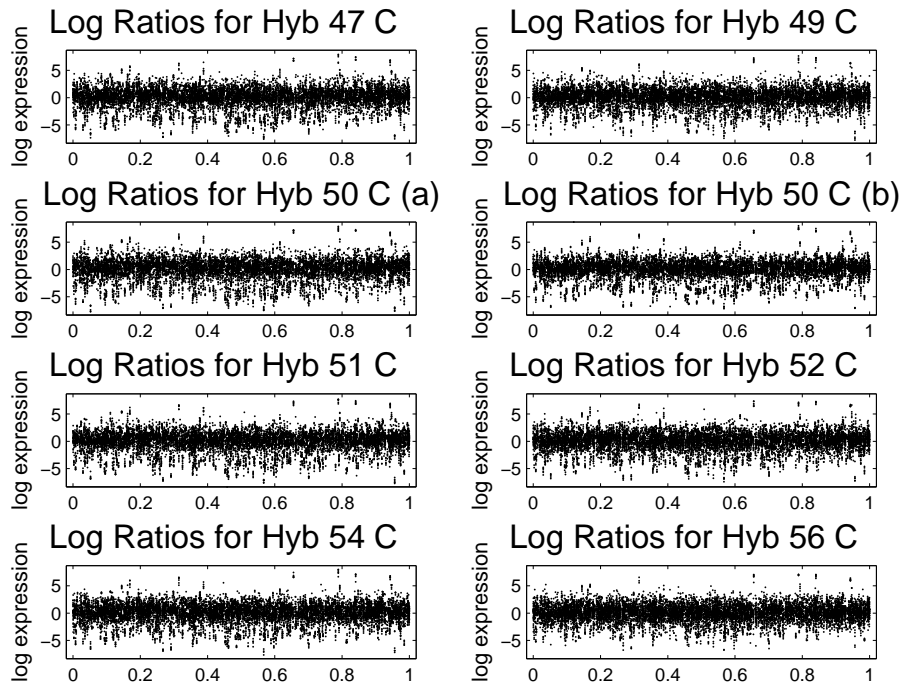 Log Ratios for Hyb 47 C
log expression
5
0
−5
0 0.2 0.4 0.6 0.8 1
Log Ratios for Hyb 49 C
log expression
5
0
−5
0 0.2 0.4 0.6 0.8 1
Log Ratios for Hyb 50 C (a)
log expression
5
0
−5
0 0.2 0.4 0.6 0.8 1
Log Ratios for Hyb 50 C (b)
log expression
5
0
−5
0 0.2 0.4 0.6 0.8 1
Log Ratios for Hyb 51 C
log expression
5
0
−5
0 0.2 0.4 0.6 0.8 1
Log Ratios for Hyb 52 C
log expression
5
0
−5
0 0.2 0.4 0.6 0.8 1
Log Ratios for Hyb 54 C
log expression
5
0
−5
0 0.2 0.4 0.6 0.8 1
Log Ratios for Hyb 56 C
log expression
5
0
−5
0 0.2 0.4 0.6 0.8 1